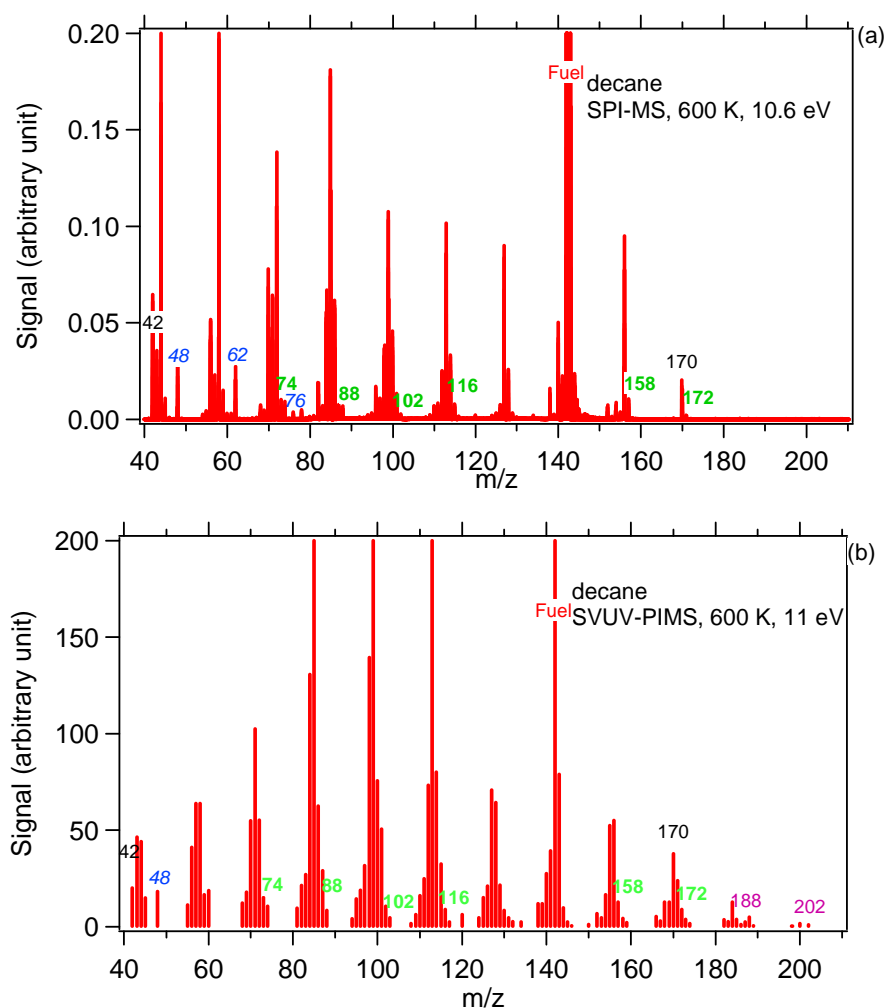 (a)
0.20
0.15
0.10
0.05
0.00
Signal (arbitrary unit)
Fuel
decane
SPI-MS, 600 K, 10.6 eV
42
48
62
74
76
88
102
116
158
170
172
40 60 80 100 120 140 160 180 200
m/z
(b)
200
150
100
50
0
Signal (arbitrary unit)
Fuel
decane
SVUV-PIMS, 600 K, 11 eV
42
48
74
88
102
116
158
170
172
188
202
40 60 80 100 120 140 160 180 200
m/z